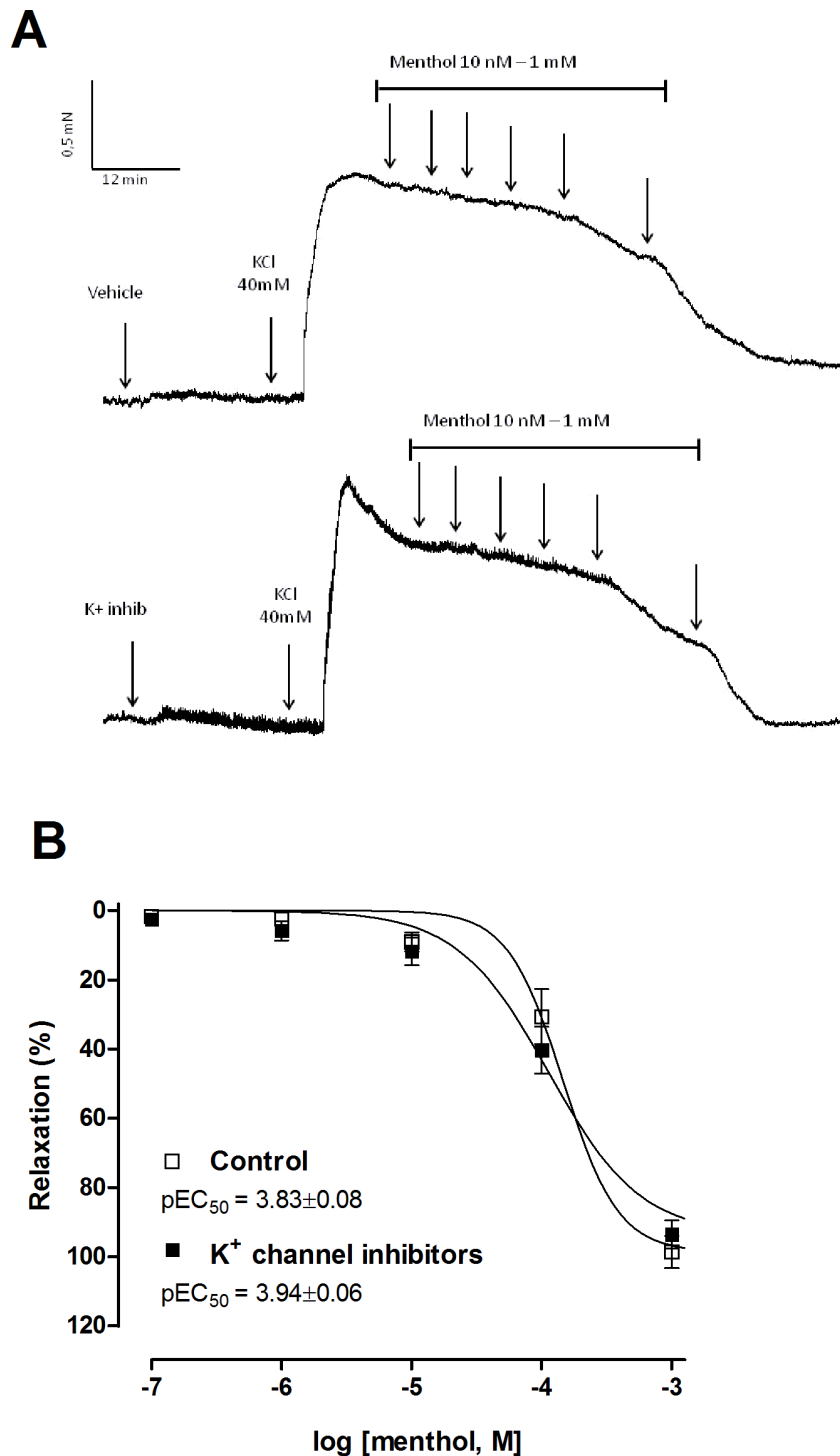 A
Menthol 10 nM – 1 mM
0,5 mN
12 min
KCl
40mM
Vehicle
Menthol 10 nM – 1 mM
KCl
40mM
K+ inhib
B
0
20
40
60
80
100
120
Relaxation (%)
Control
pEC50 = 3.83±0.08
K+ channel inhibitors
pEC50 = 3.94±0.06
-7 -6 -5 -4 -3
log [menthol, M]